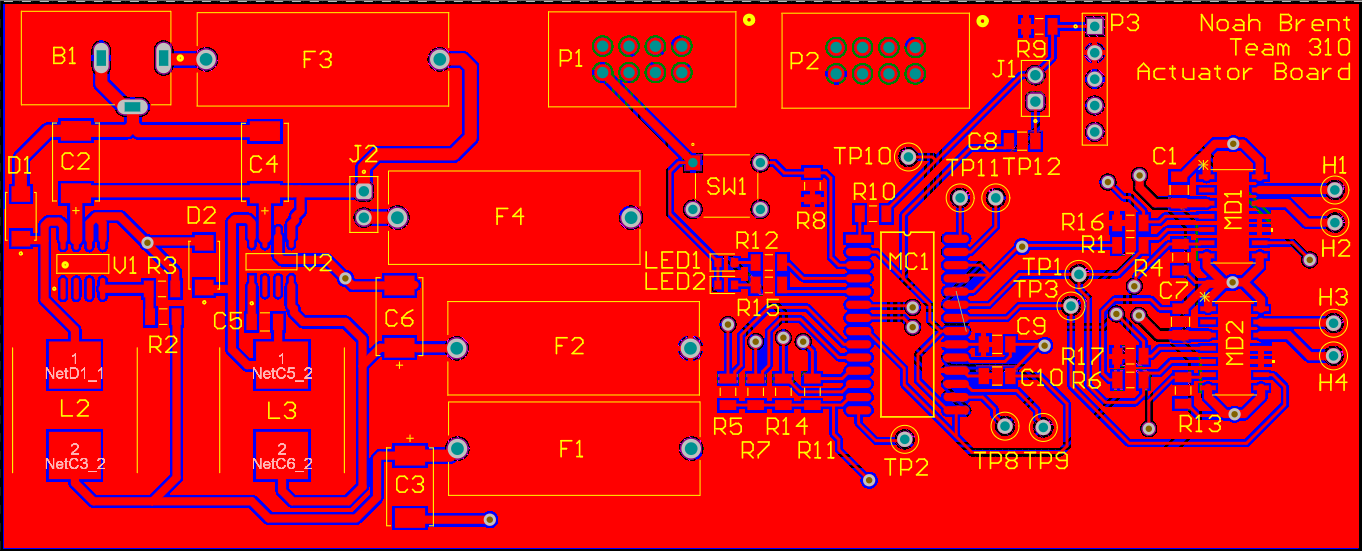 Noah Brent
Team 310
Actuator Board
B1
F3
P1
P2
R9
P3
J1
D1
C2
C4
J2
C8
TP10
TP11
TP12
C1
H1
SW1
R10
R8
MD1
D2
F4
R16
R1
H2
V1
R3
V2
LED1
R12
MC1
TP1
R4
LED2
TP3
C7
H3
R15
C5
C6
C9
R2
F2
MD2
R17
1
NetD1_1
1
NetC5_2
C10
R6
H4
L2
L3
R5
R14
R13
R7
R11
F1
TP2
TP8
TP9
2
NetC3_2
2
NetC6_2
C3